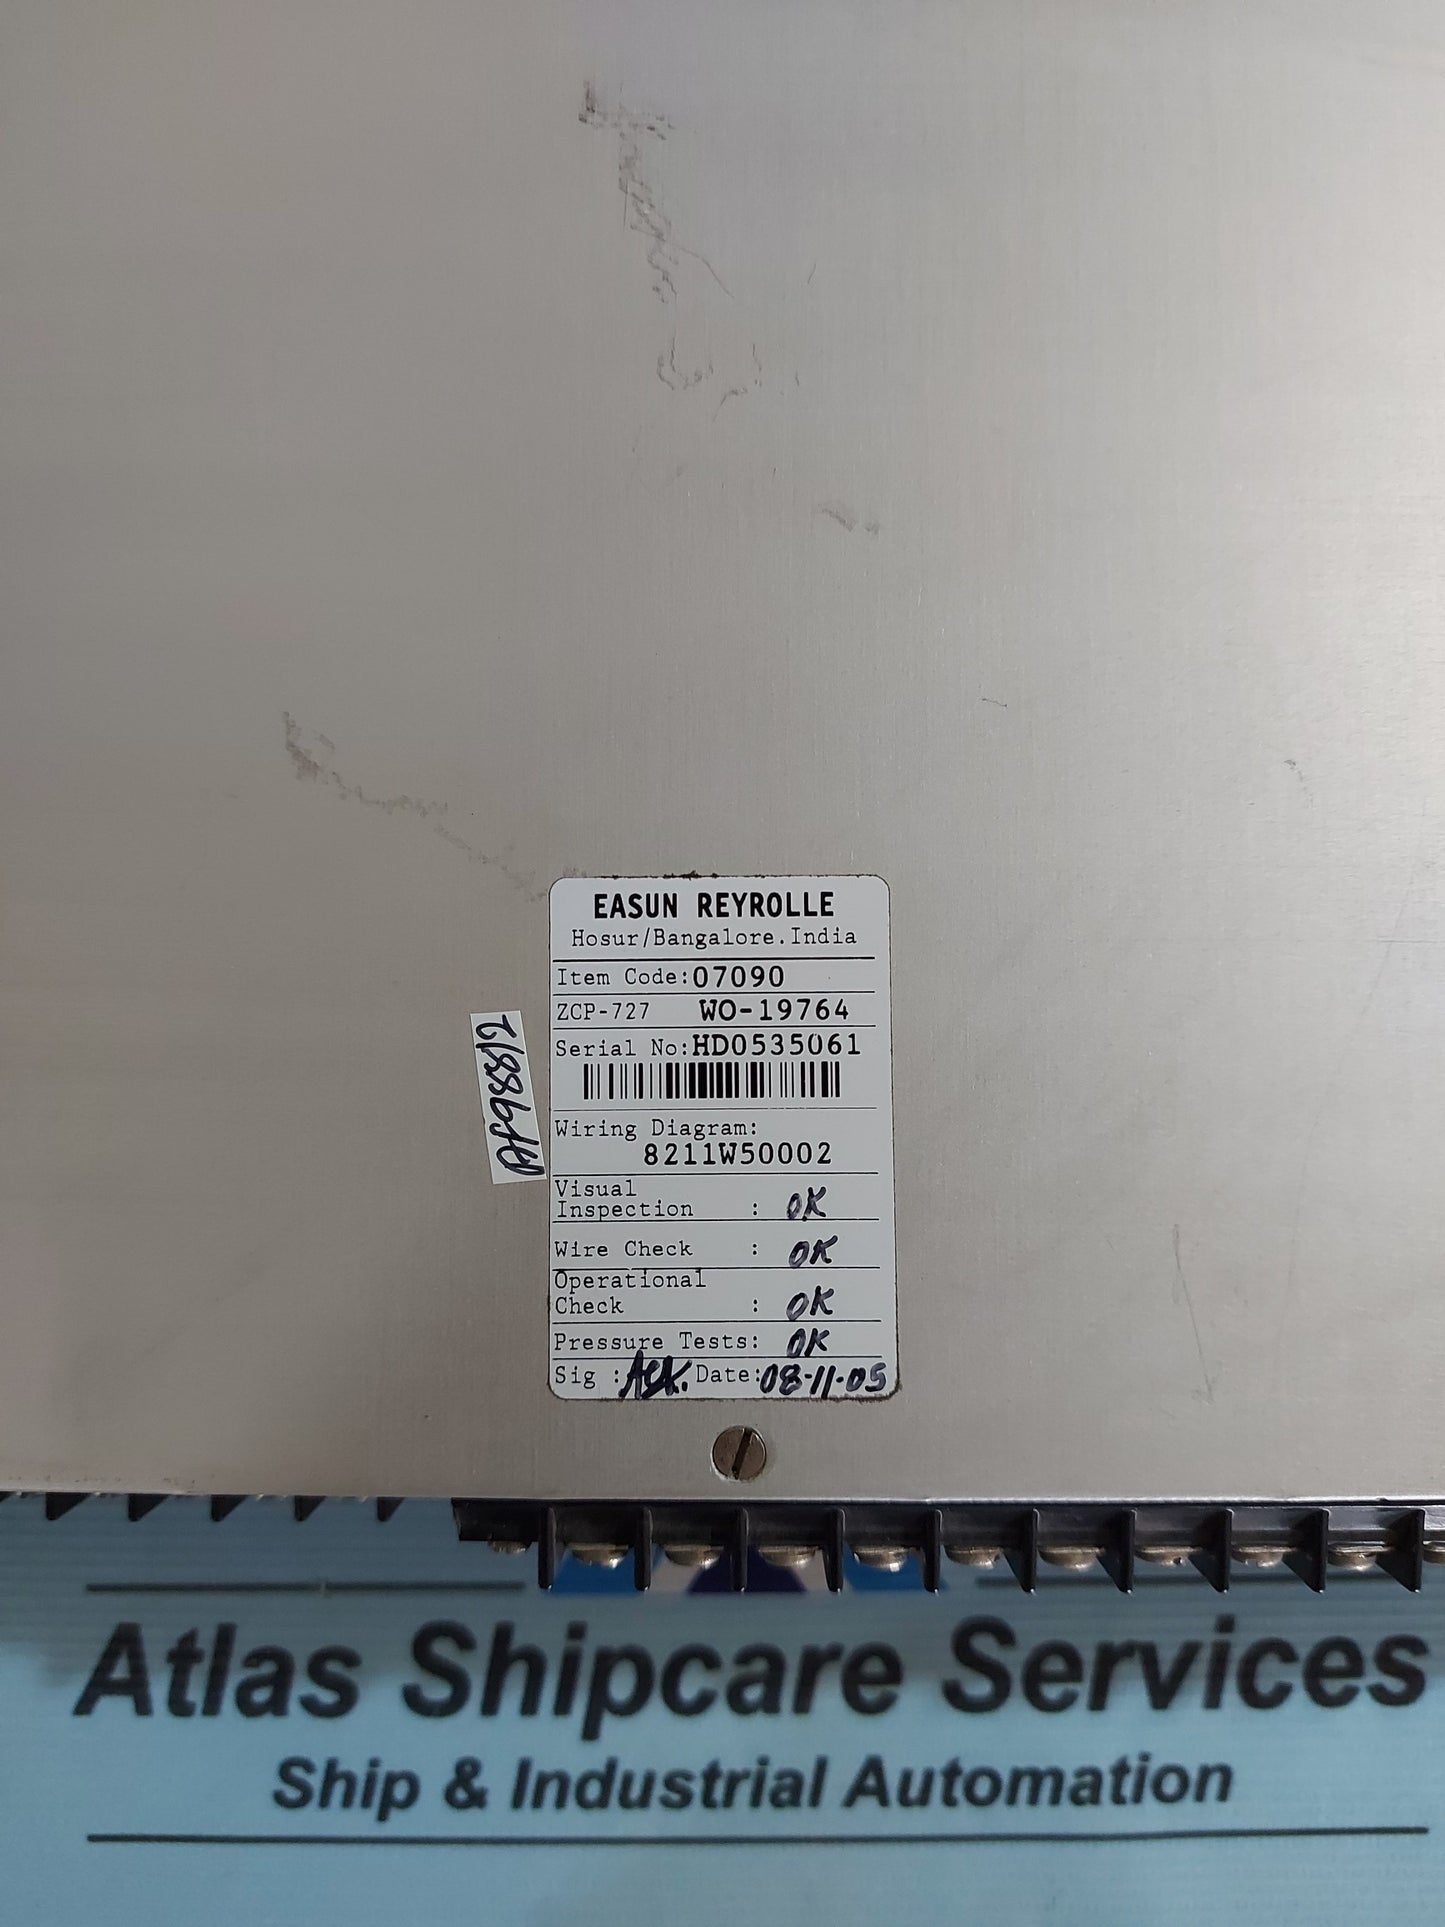 EASUN REYROLLE
Hosur/Bangalore.India
Item Code:07090
ZCP-727 WO-19764
Serial No:HD0535061
Wiring Diagram:
8211W50002
Visual
Inspection : OK
Wire Check : OK
Operational
Check : OK
Pressure Tests: OK
Sig : Date:08-11-05
Atlas Shipcare Services
Ship & Industrial Automation